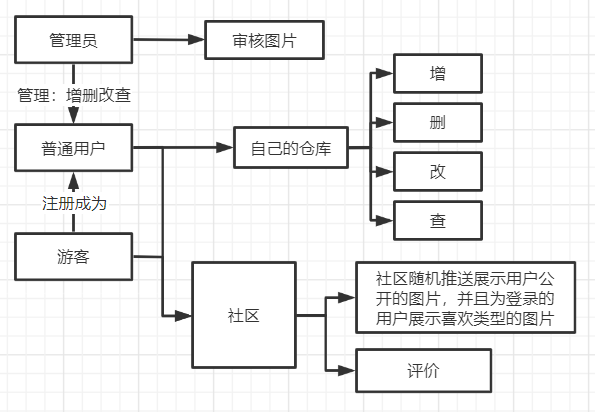 管理员
审核图片
管理：增删改查
增
删
普通用户
自己的仓库
改
注册成为
查
游客
社区
社区随机推送展示用户公
开的图片，并且为登录的
用户展示喜欢类型的图片
评价